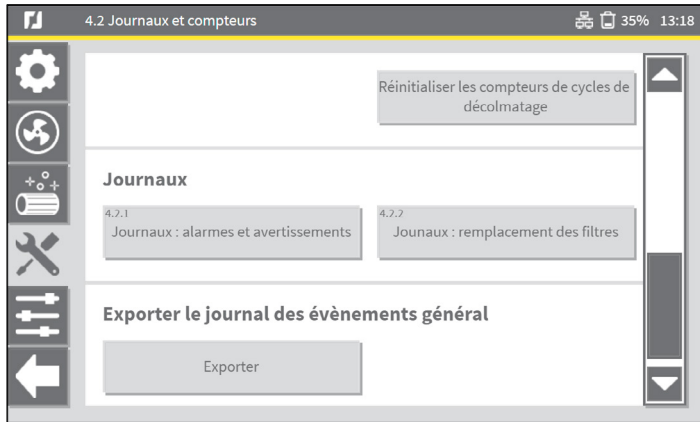 4.2 Journaux et compteurs
35% 13:18
Réinitialiser les compteurs de cycles de
décolmatage
Journaux
4.2.1
Journaux : alarmes et avertissements
4.2.2
Jounaux : remplacement des filtres
Exporter le journal des évènements général
Exporter